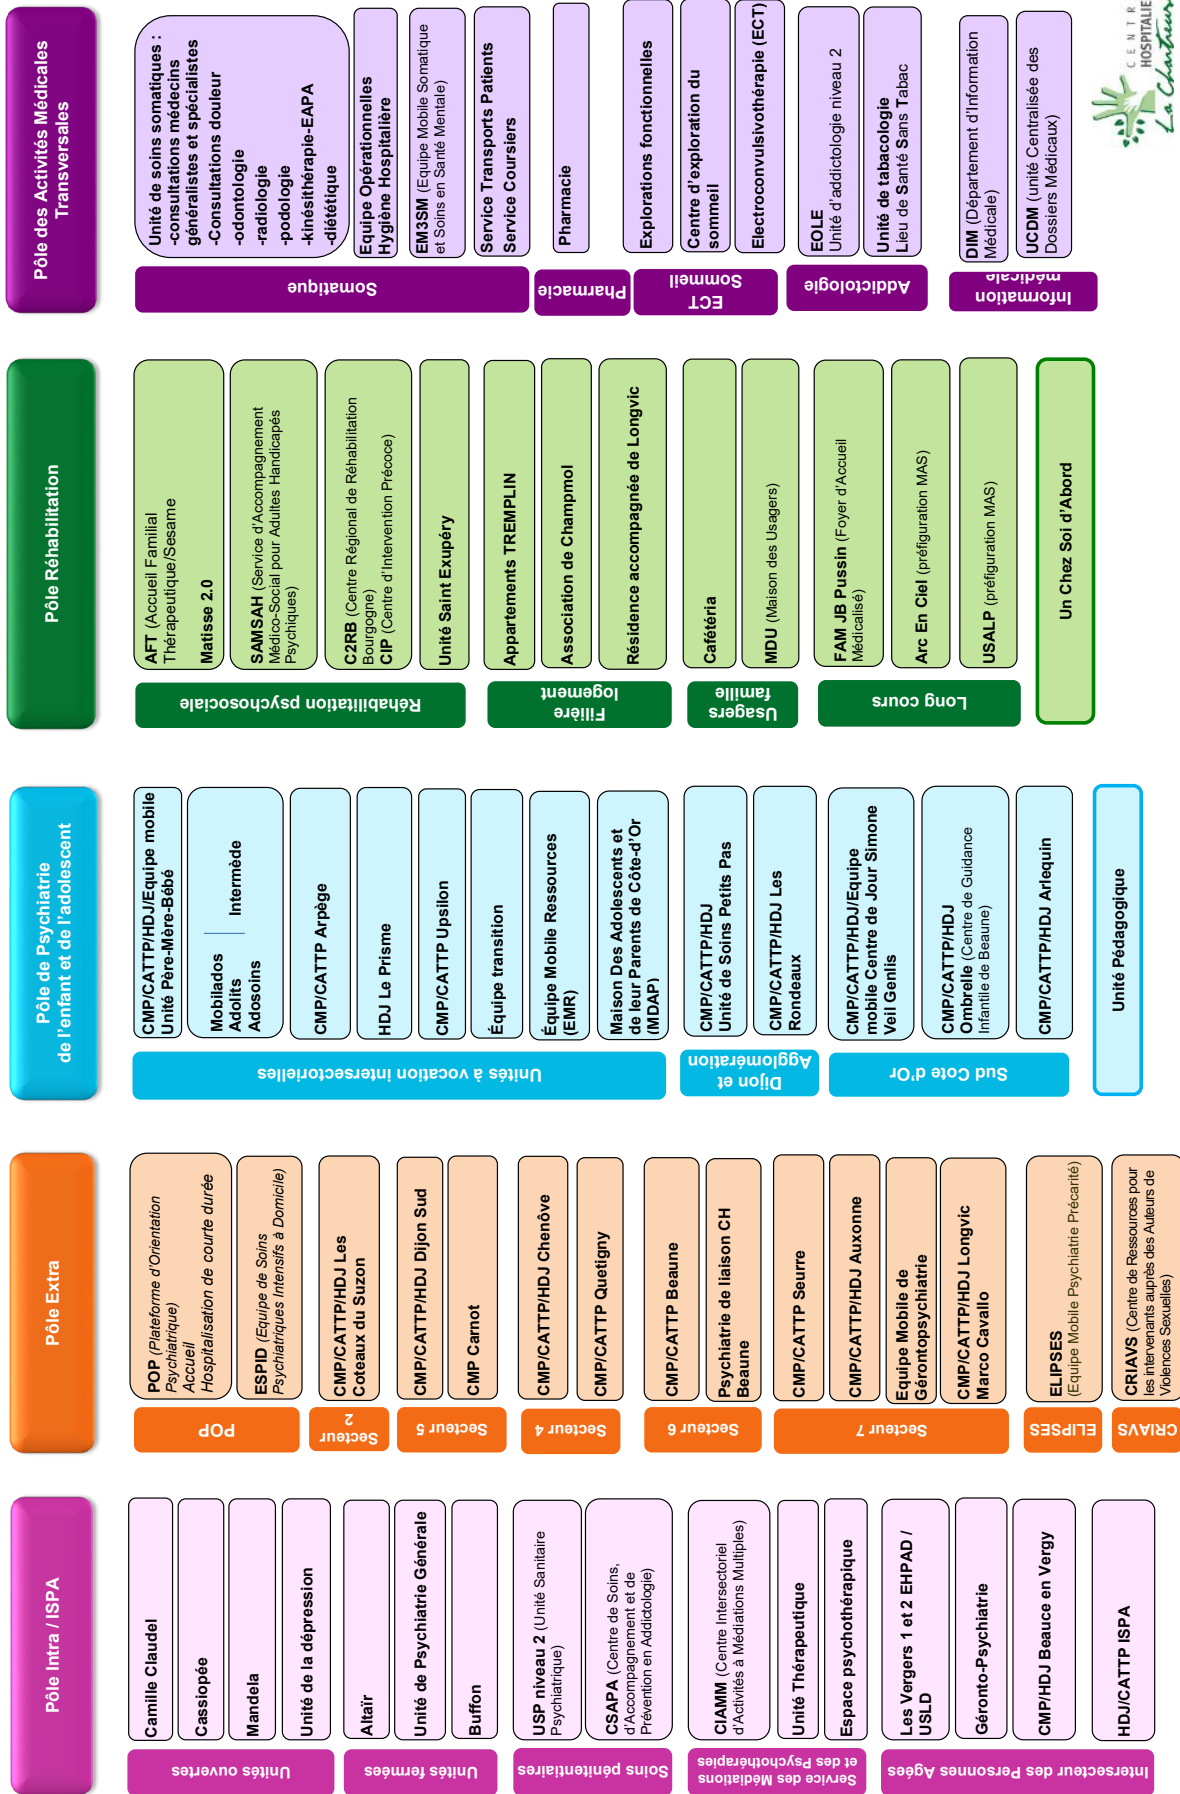 Pôle Intra / ISPA
Unités ouvertes
Camille Claudel
Cassiopée
Mandela
Unité de la dépression
Unités fermées
Altaïr
Unité de Psychiatrie Générale
Buffon
Soins pénitentiaires
USP niveau 2 (Unité Sanitaire
Psychiatrique)
CSAPA (Centre de Soins,
d'Accompagnement et de
Prévention en Addidologie)
Service des Médiations
et des Psychothérapies
CIAMM (Centre Intersectoriel
d'Activités à Médiations Multiples)
Unité Thérapeutique
Espace psychothérapique
Intersecteur des Personnes Agées
Les Vergers 1 et 2 EHPAD /
USLD
Géronto-Psychiatrie
CMP/HDJ Beauce en Vergy
HDJ/CATTP ISPA
Pôle Extra
POP
POP (Plateforme d'Orientation
Psychiatrique)
Accueil
Hospitalisation de courte durée
ESPID (Equipe de Soins
Psychiatriques Intensifs à Domicile)
Secteur
2
CMP/CATTP/HDJ Les
Coteaux du Suzon
Secteur 5
CMP/CATTP/HDJ Dijon Sud
CMP Carnot
Secteur 4
CMP/CATTP/HDJ Chenôve
CMP/CATTP Quetigny
Secteur 6
CMP/CATTP Beaune
Psychiatrie de liaison CH
Beaune
Secteur 7
CMP/CATTP Seurre
CMP/CATTP/HDJ Auxonne
Equipe Mobile de
Gérontopsychiatrie
CMP/CATTP/HDJ Longvic
Marco Cavallo
ELIPSES
ELIPSES
(Equipe Mobile Psychiatrie Précarité)
CRIAVS
CRIAVS (Centre de Ressources pour
les intervenants auprès des Auteurs de
Violences Sexuelles)
Pôle de Psychiatrie
de l'enfant et de l'adolescent
Unités à vocation intersectorielles
CMP/CATTP/HDJ/Equipe mobile
Unité Père-Mère-Bébé
Mobilados
Adolits
Adosoins
Intermède
CMP/CATTP Arpège
HDJ Le Prisme
CMP/CATTP Upsilon
Équipe transition
Équipe Mobile Ressources
(EMR)
Maison Des Adolescents et
de leur Parents de Côte-d'Or
(MDAP)
Dijon et
Agglomération
CMP/CATTP/HDJ
Unité de Soins Petits Pas
CMP/CATTP/HDJ Les
Rondeaux
Sud Cote d'Or
CMP/CATTP/HDJ/Equipe
mobile Centre de Jour Simone
Veil Genlis
CMP/CATTP/HDJ
Ombrelle (Centre de Guidance
Infantile de Beaune)
CMP/CATTP/HDJ Arlequin
Unité Pédagogique
Pôle Réhabilitation
Réhabilitation psychosociale
AFT (Accueil Familial
Thérapeutique/Sesame
Matisse 2.0
SAMSAH (Service d'Accompagnement
Médico-Social pour Adultes Handicapés
Psychiques)
C2RB (Centre Régional de Réhabilitation
Bourgogne)
CIP (Centre d'Intervention Précoce)
Unité Saint Exupéry
Filière
logement
Appartements TREMPLIN
Association de Champmol
Résidence accompagnée de Longvic
Usagers
famille
Cafétéria
MDU (Maison des Usagers)
Long cours
FAM JB Pussin (Foyer d'Accueil
Médicalisé)
Arc En Ciel (préfiguration MAS)
USALP (préfiguration MAS)
Un Chez Soi d'Abord
Pôle des Activités Médicales
Transversales
Somatique
Unité de soins somatiques :
-consultations médecins
généralistes et spécialistes
-Consultations douleur
-odontologie
-radiologie
-podologie
-kinésithérapie-EAPA
-diététique
Equipe Opérationnelles
Hygiène Hospitalière
EM3SM (Equipe Mobile Somatique
et Soins en Santé Mentale)
Service Transports Patients
Service Coursiers
Pharmacie
Pharmacie
ECT
Sommeil
Explorations fonctionnelles
Centre d'exploration du
sommeil
Electroconvulsivothérapie (ECT)
Addictologie
EOLE
Unité d'addictologie niveau 2
Unité de tabacologie
Lieu de Santé Sans Tabac
Information
médicale
DIM (Département d'Information
Médicale)
UCDM (unité Centralisée des
Dossiers Médicaux)
CENTR
HOSPITALIE
La Chartreus